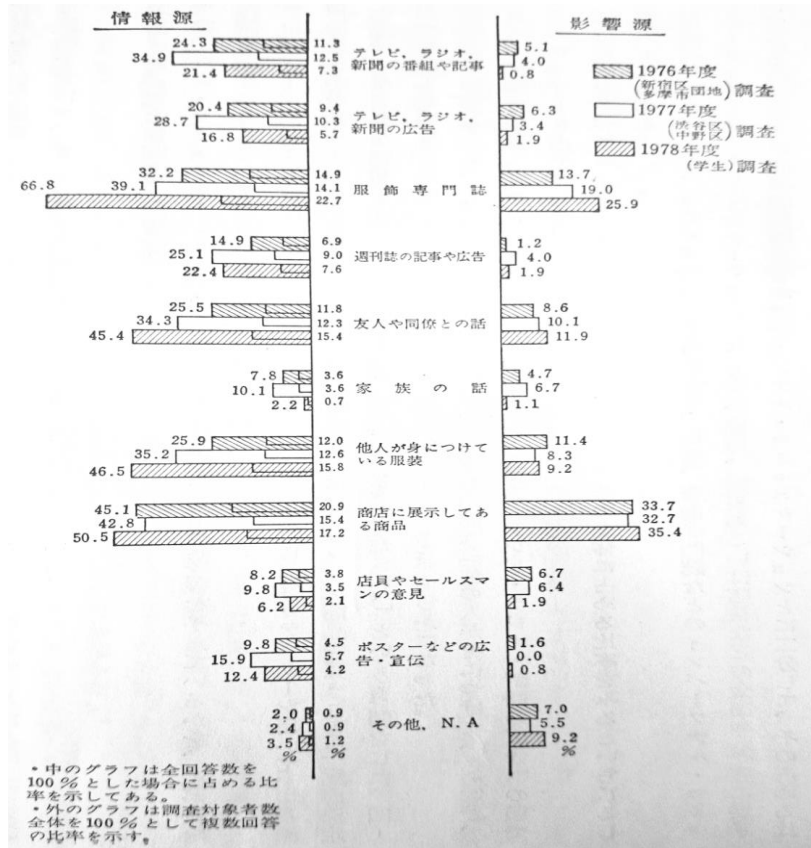 情報源
影響源
24.3 11.3 テレビ，ラジオ， 5.1
34.9 12.5 新聞の番組や記事 4.0
21.4 7.3 0.8
1976年度
(新宿区 多摩市団地)調査
1977年度
(渋谷区 中野区)調査
1978年度
(学生)調査
20.4 9.4 テレビ，ラジオ， 6.3
28.7 10.3 新聞の広告 3.4
16.8 5.7 1.9
32.2 14.9 13.7
39.1 14.1 服飾専門誌 19.0
66.8 22.7 25.9
14.9 6.9 1.2
25.1 9.0 週刊誌の記事や広告 4.0
22.4 7.6 1.9
25.5 11.8 8.6
34.3 12.3 友人や同僚との話 10.1
45.4 15.4 11.9
7.8 3.6 4.7
10.1 3.6 家族の話 6.7
2.2 0.7 1.1
25.9 12.0 他人が身につけて 11.4
35.2 12.6 いる服装 8.3
46.5 15.8 9.2
45.1 20.9 商店に展示してあ 33.7
42.8 15.4 る商品 32.7
50.5 17.2 35.4
8.2 3.8 店員やセールスマ 6.7
9.8 3.5 ンの意見 6.4
6.2 2.1 1.9
9.8 4.5 ポスターなどの広 1.6
15.9 5.7 告・宣伝 0.0
12.4 4.2 0.8
2.0 0.9 7.0
2.4 0.9 その他，N.A 5.5
3.5 1.2 9.2
% % %
・中のグラフは全回答数を
100％とした場合に占める比
率を示してある。
・外のグラフは調査対象者数
全体を100％として複数回答
の比率を示す。